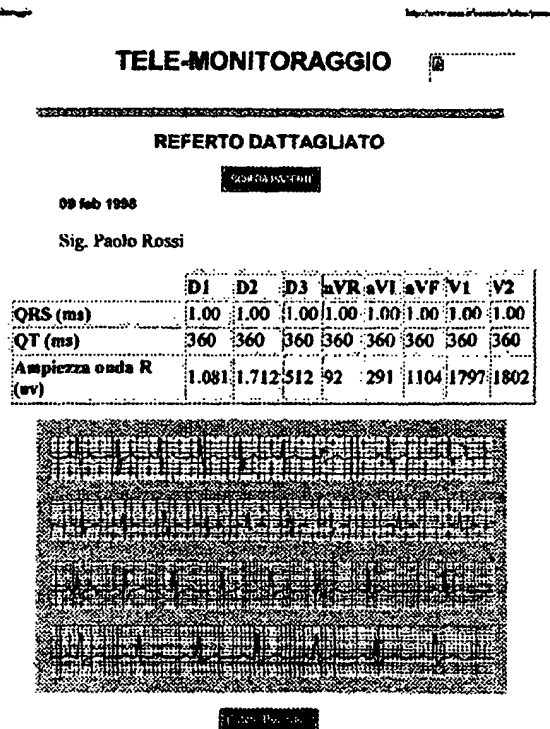 TELE-MONITORAGGIO
REFERTO DATTAGLIATO
09 feb 1998
Sig. Paolo Rossi
D1 D2 D3 aVR aVI aVF V1 V2
QRS (ms) 1.00 1.00 1.00 1.00 1.00 1.00 1.00 1.00
QT (ms) 360 360 360 360 360 360 360 360
Ampiezza onda R 1.081 1.712 512 92 291 1104 1797 1802
(uv)